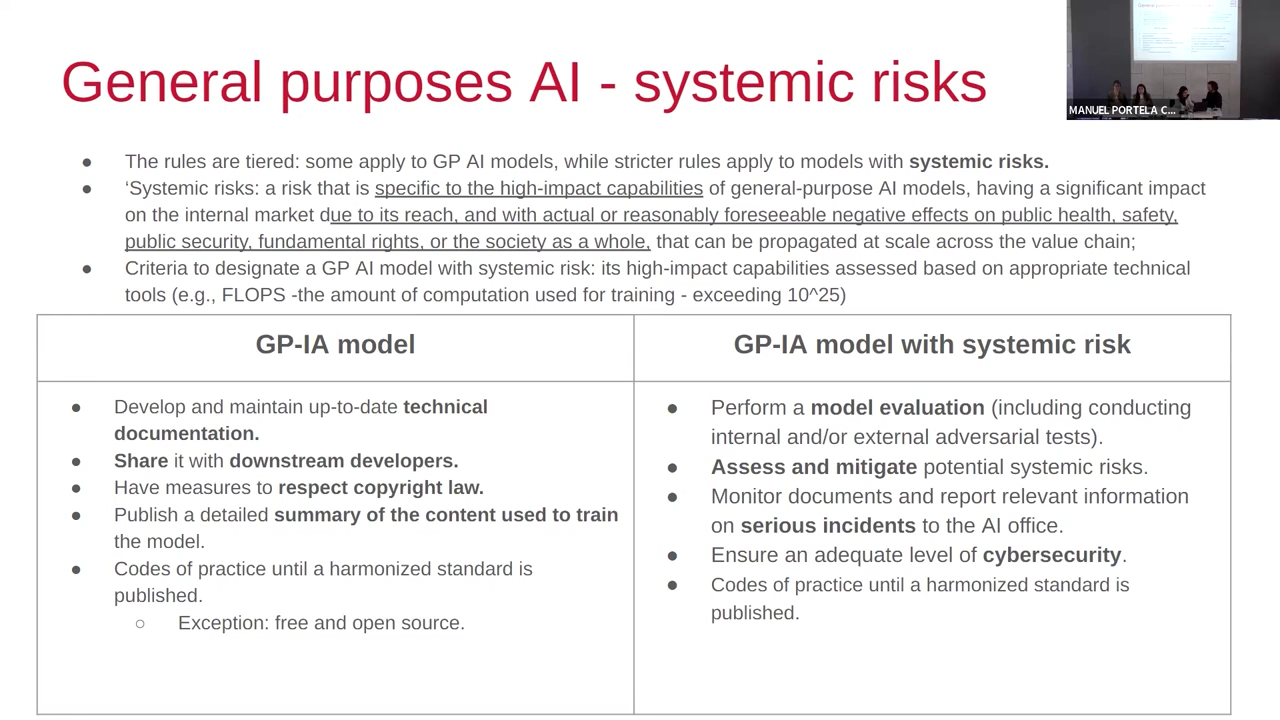 General purposes AI - systemic risks
MANUEL PORTELA C...
● The rules are tiered: some apply to GP AI models, while stricter rules apply to models with systemic risks.
● ‘Systemic risks: a risk that is specific to the high-impact capabilities of general-purpose AI models, having a significant impact
on the internal market due to its reach, and with actual or reasonably foreseeable negative effects on public health, safety,
public security, fundamental rights, or the society as a whole, that can be propagated at scale across the value chain;
● Criteria to designate a GP AI model with systemic risk: its high-impact capabilities assessed based on appropriate technical
tools (e.g., FLOPS -the amount of computation used for training - exceeding 10^25)
GP-IA model
● Develop and maintain up-to-date technical
documentation.
● Share it with downstream developers.
● Have measures to respect copyright law.
● Publish a detailed summary of the content used to train
the model.
● Codes of practice until a harmonized standard is
published.
○ Exception: free and open source.
GP-IA model with systemic risk
● Perform a model evaluation (including conducting
internal and/or external adversarial tests).
● Assess and mitigate potential systemic risks.
● Monitor documents and report relevant information
on serious incidents to the AI office.
● Ensure an adequate level of cybersecurity.
● Codes of practice until a harmonized standard is
published.